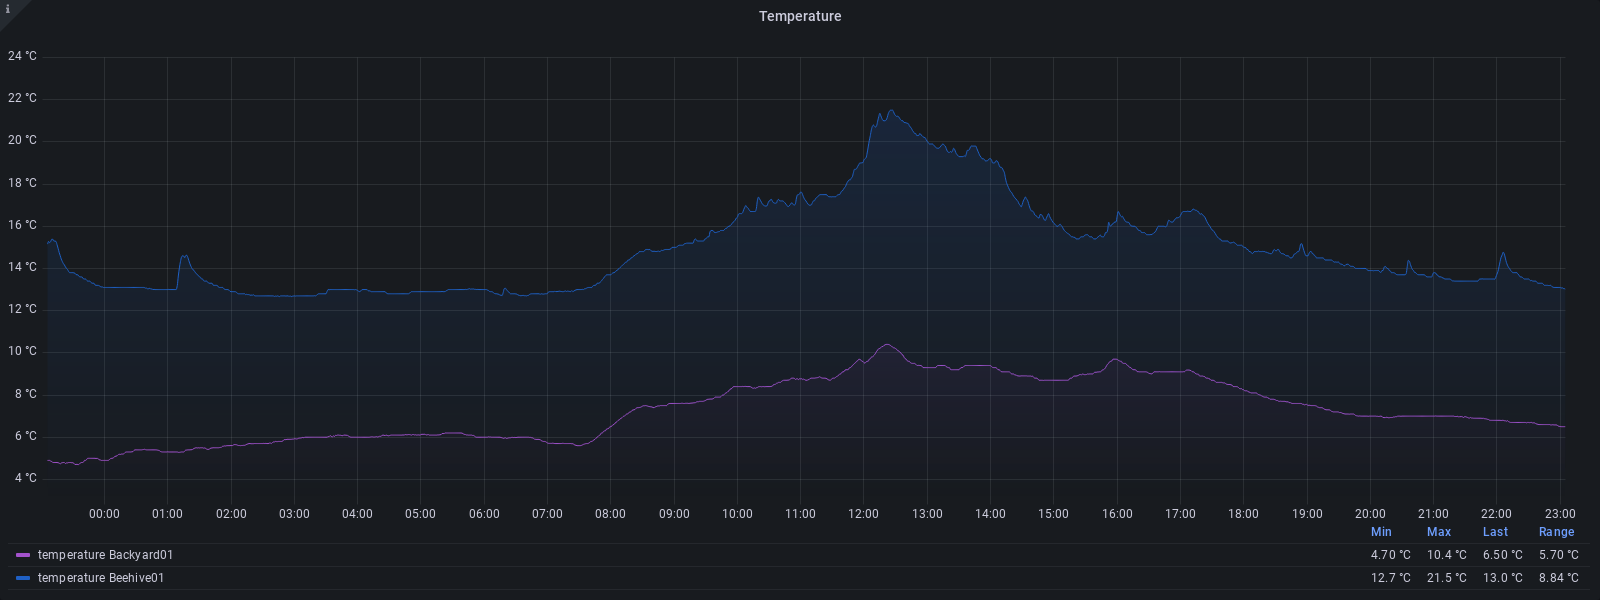 i
Temperature
24 °C
22 °C
20 °C
18 °C
16 °C
14 °C
12 °C
10 °C
8 °C
6 °C
4 °C
00:00 01:00 02:00 03:00 04:00 05:00 06:00 07:00 08:00 09:00 10:00 11:00 12:00 13:00 14:00 15:00 16:00 17:00 18:00 19:00 20:00 21:00 22:00 23:00
Min Max Last Range
temperature Backyard01 4.70 °C 10.4 °C 6.50 °C 5.70 °C
temperature Beehive01 12.7 °C 21.5 °C 13.0 °C 8.84 °C